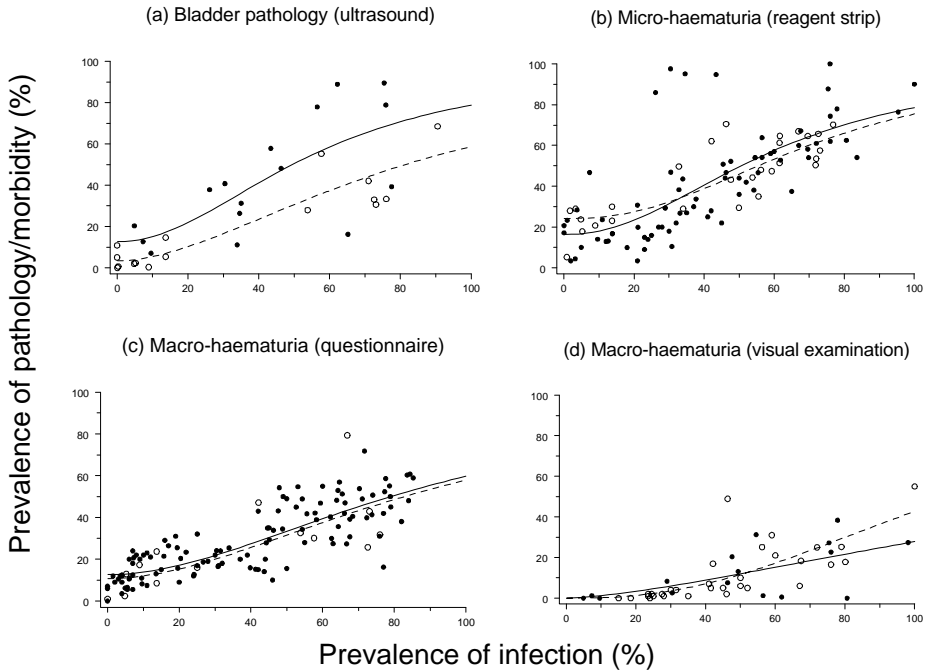 (a) Bladder pathology (ultrasound)
(b) Micro-haematuria (reagent strip)
100
80
60
40
20
0
0 20 40 60 80 100
100
80
60
40
20
0
0 20 40 60 80 100
Prevalence of pathology/morbidity (%)
(c) Macro-haematuria (questionnaire)
(d) Macro-haematuria (visual examination)
100
80
60
40
20
0
0 20 40 60 80 100
100
80
60
40
20
0
0 20 40 60 80 100
Prevalence of infection (%)